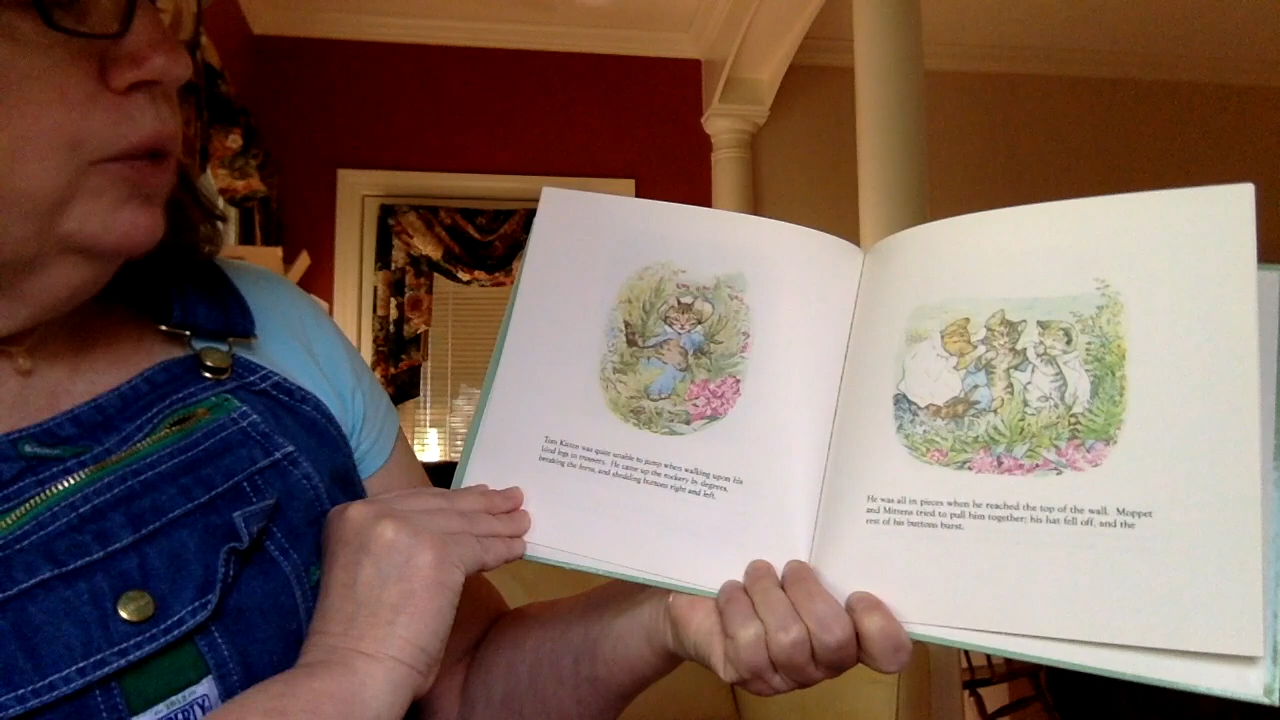 Tom Kitten was quite unable to jump when walking upon his
hind legs in trousers. He came up the rockery by degrees,
breaking the ferns, and shedding buttons right and left.
He was all in pieces when he reached the top of the wall. Moppet
and Mittens tried to pull him together; his hat fell off, and the
rest of his buttons burst.